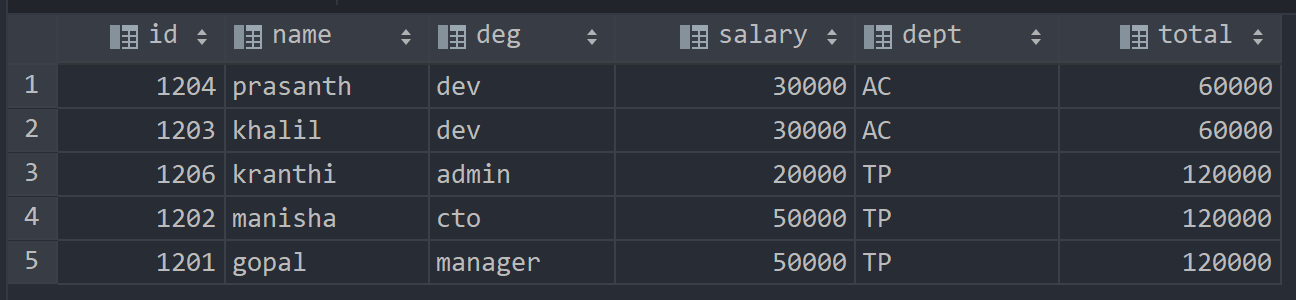 id name deg salary dept total
1 1204 prasanth dev 30000 AC 60000
2 1203 khalil dev 30000 AC 60000
3 1206 kranthi admin 20000 TP 120000
4 1202 manisha cto 50000 TP 120000
5 1201 gopal manager 50000 TP 120000